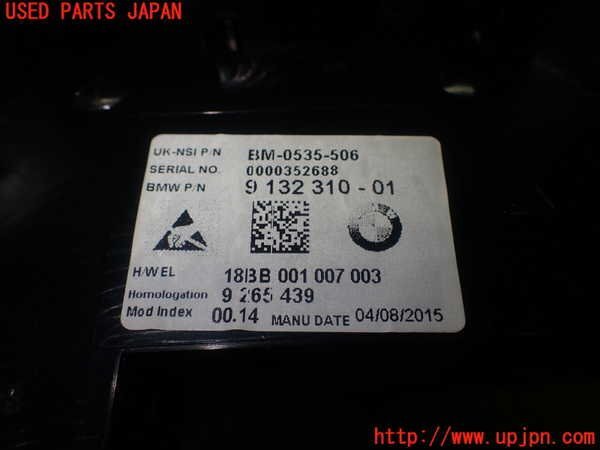 USED PARTS JAPAN
UK-NSI P/N BM-0535-506
SERIAL NO. 0000352688
BMW P/N 9 132 310 - 01
H/W EL 18BB 001 007 003
Homologation 9 265 439
Mod Index 00.14 MANU DATE 04/08/2015
http://www.upjpn.com